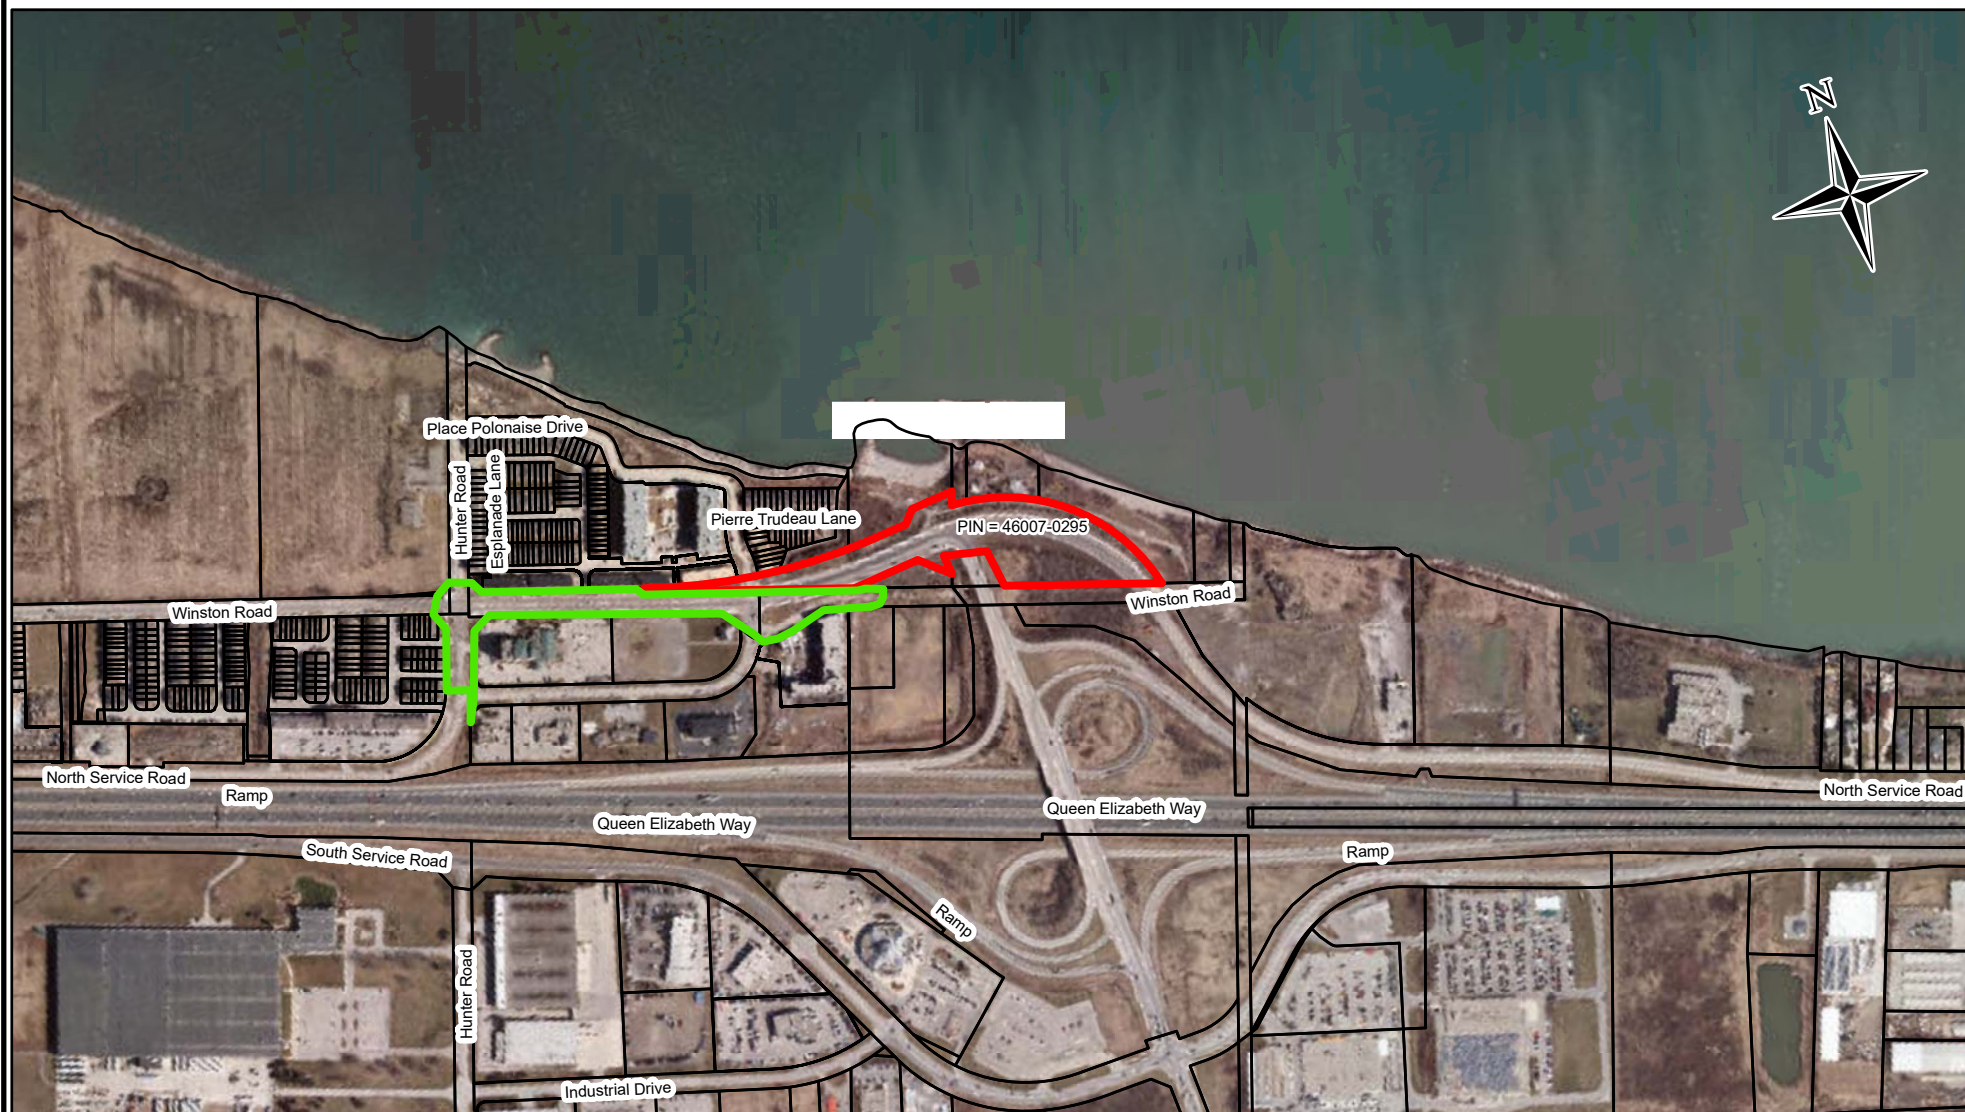 N
Place Polonaise Drive
Hunter Road
Esplanade Lane
Pierre Trudeau Lane
PIN = 46007-0295
Winston Road
Winston Road
North Service Road
Ramp
Queen Elizabeth Way
Queen Elizabeth Way
North Service Road
South Service Road
Ramp
Ramp
Hunter Road
Industrial Drive